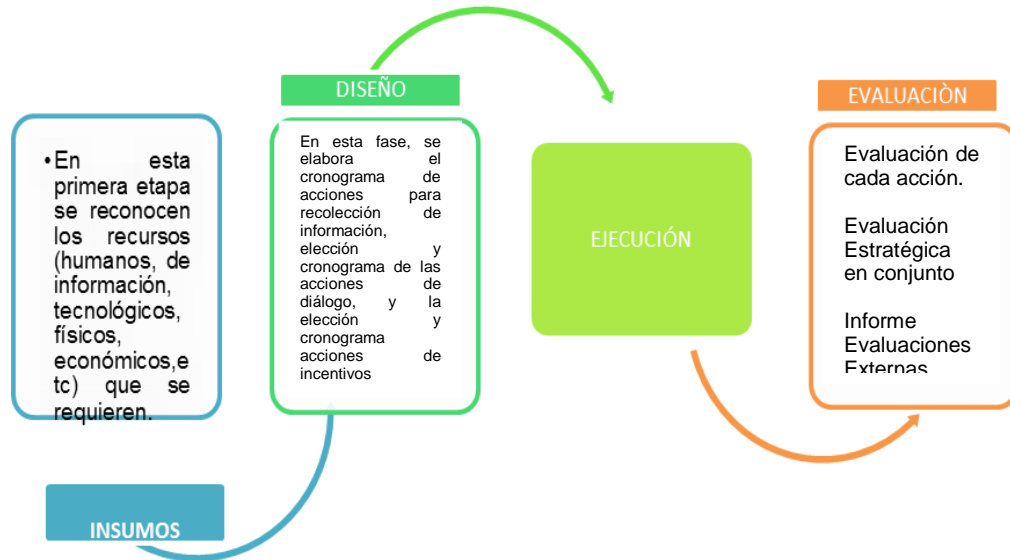 •En esta
primera etapa
se reconocen
los recursos
(humanos, de
información,
tecnológicos,
físicos,
económicos,e
tc) que se
requieren.
INSUMOS
DISEÑO
En esta fase, se
elabora el
cronograma de
acciones para
recolección de
información,
elección y
cronograma de las
acciones de
diálogo, y la
elección y
cronograma
acciones de
incentivos
EJECUCIÓN
EVALUACIÒN
Evaluación de
cada acción.
Evaluación
Estratégica
en conjunto
Informe
Evaluaciones
Externas